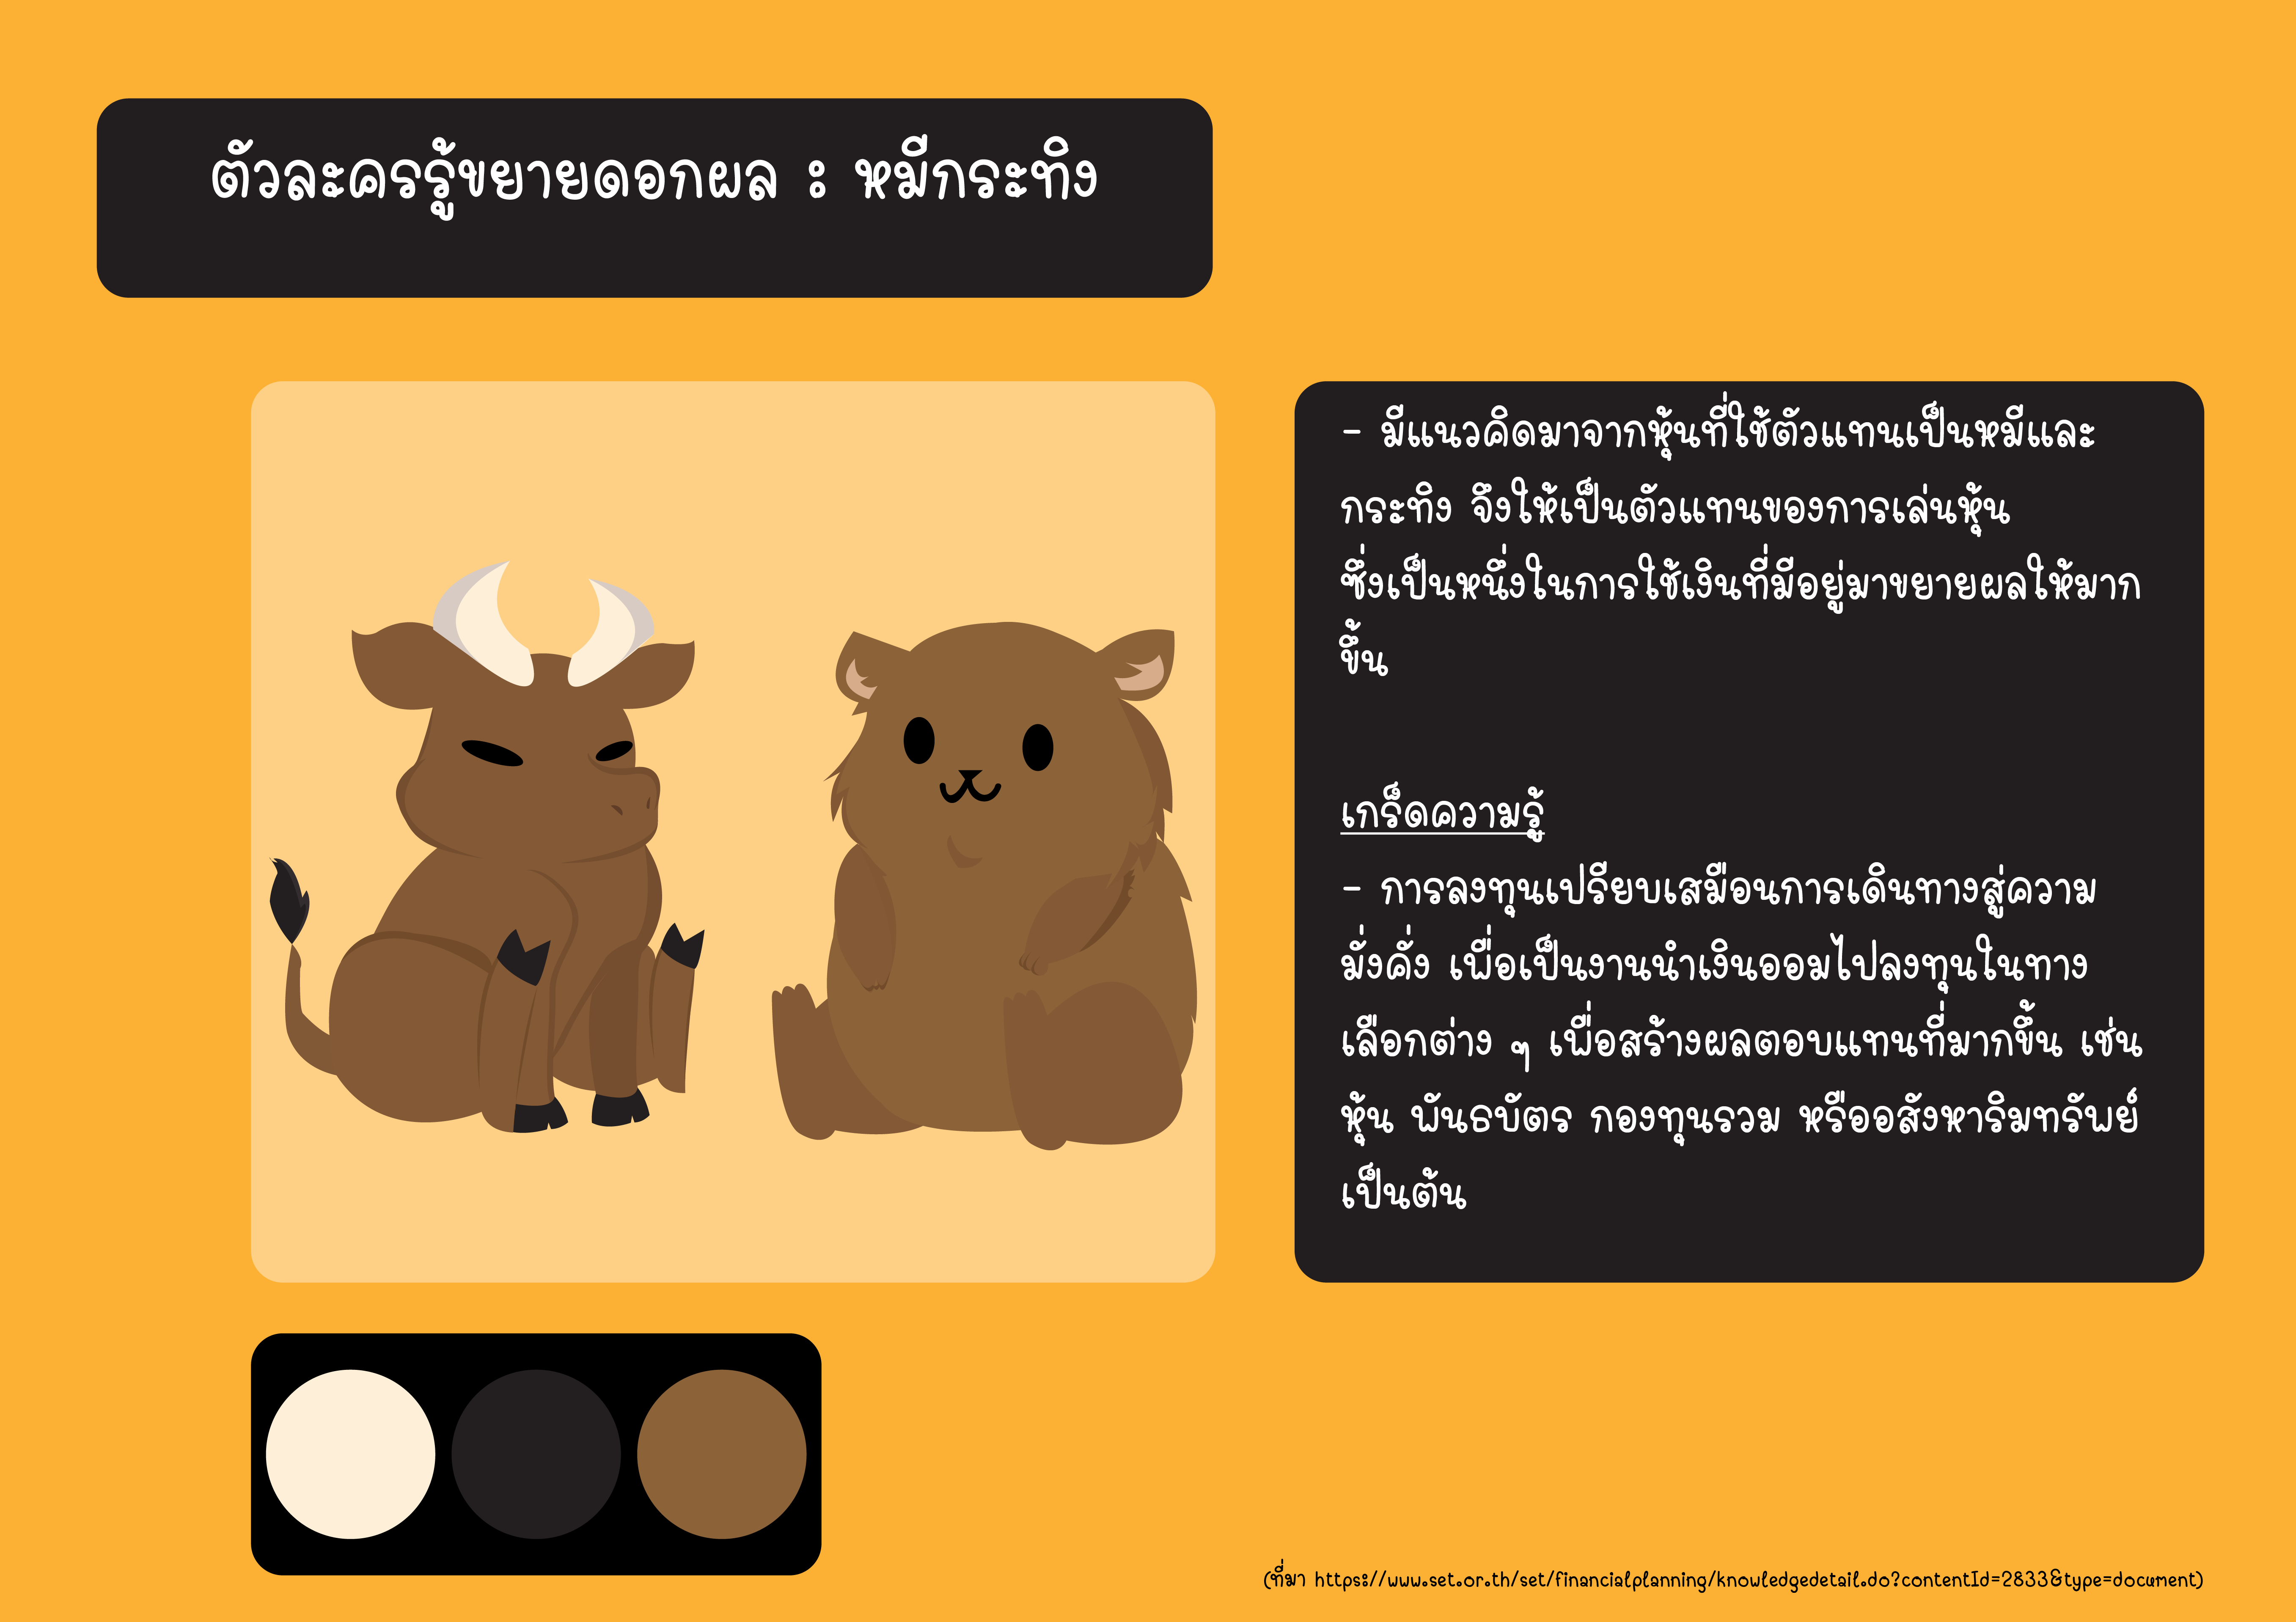 ตัวละครรู้ขยายดอกผล : หมีกระทิง
- มีแนวคิดมาจากหุ้นที่ใช้ตัวแทนเป็นหมีและ
กระทิง จึงให้เป็นตัวแทนของการเล่นหุ้น
ซึ่งเป็นหนึ่งในการใช้เงินที่มีอยู่มาขยายผลให้มาก
ขึ้น
เกร็ดความรู้
- การลงทุนเปรียบเสมือนการเดินทางสู่ความ
มั่งคั่ง เพื่อเป็นงานนำเงินออมไปลงทุนในทาง
เลือกต่าง ๆ เพื่อสร้างผลตอบแทนที่มากขึ้น เช่น
หุ้น พันธบัตร กองทุนรวม หรืออสังหาริมทรัพย์
เป็นต้น
(ที่มา https://www.set.or.th/set/financialplanning/knowledgedetail.do?contentId=2833&type=document)